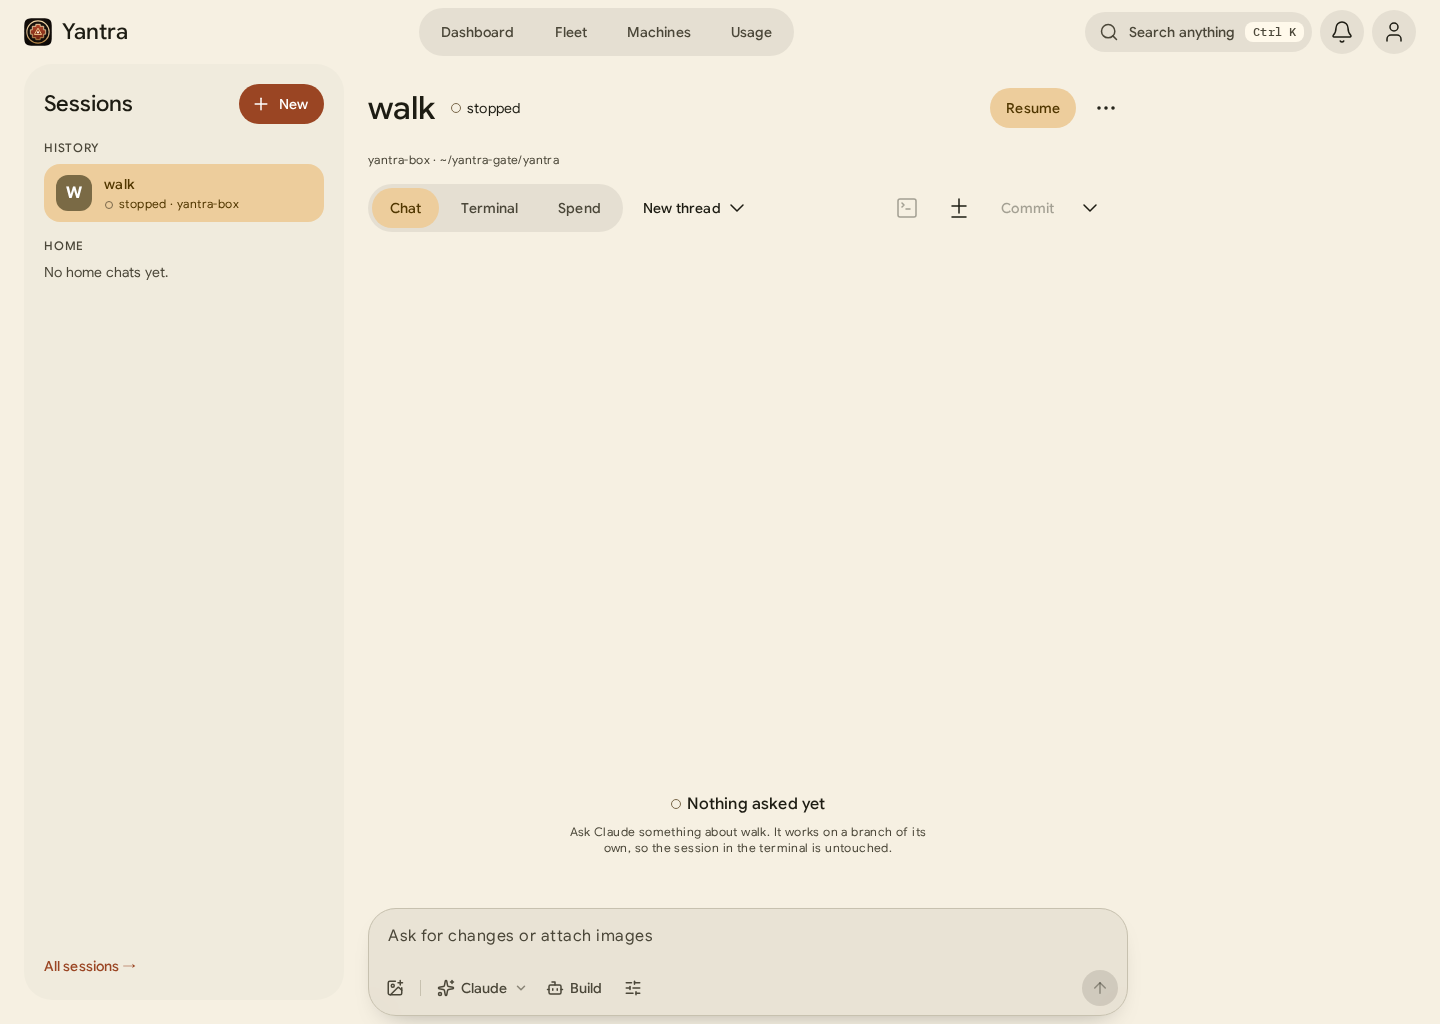 Yantra
Dashboard
Fleet
Machines
Usage
Search anything
Ctrl K
Sessions
New
HISTORY
W
walk
stopped · yantra-box
HOME
No home chats yet.
All sessions →
walk
stopped
Resume
yantra-box · ~/yantra-gate/yantra
Chat
Terminal
Spend
New thread
Commit
Nothing asked yet
Ask Claude something about walk. It works on a branch of its
own, so the session in the terminal is untouched.
Ask for changes or attach images
Claude
Build